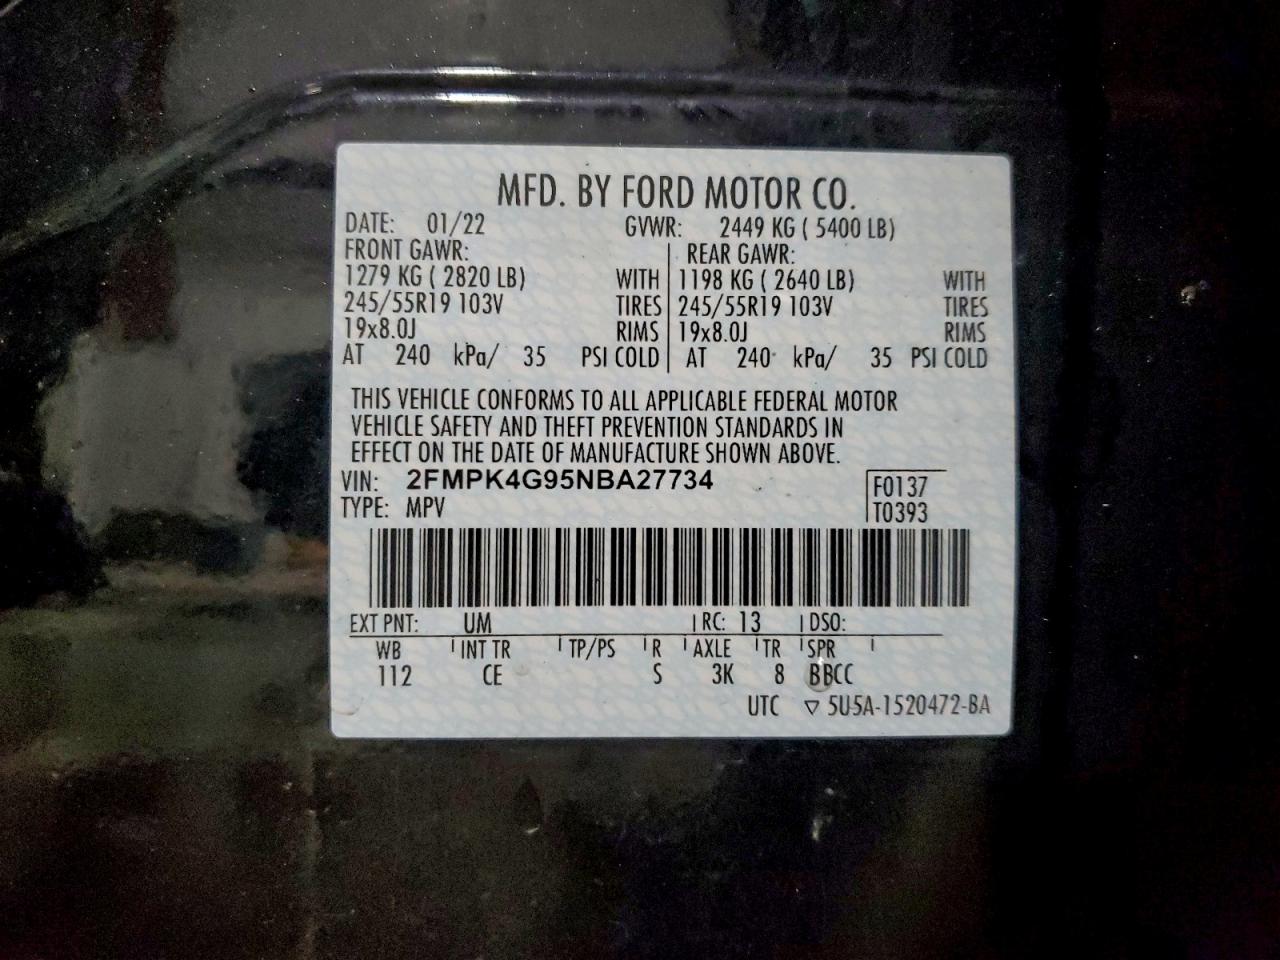 MFD. BY FORD MOTOR CO.
DATE: 01/22 GVWR: 2449 KG ( 5400 LB)
FRONT GAWR: REAR GAWR:
1279 KG ( 2820 LB) WITH 1198 KG ( 2640 LB) WITH
245/55R19 103V TIRES 245/55R19 103V TIRES
19x8.0J RIMS 19x8.0J RIMS
AT 240 kPa/ 35 PSI COLD AT 240 kPa/ 35 PSI COLD
THIS VEHICLE CONFORMS TO ALL APPLICABLE FEDERAL MOTOR
VEHICLE SAFETY AND THEFT PREVENTION STANDARDS IN
EFFECT ON THE DATE OF MANUFACTURE SHOWN ABOVE.
VIN: 2FMPK4G95NBA27734 F0137
TYPE: MPV T0393
EXT PNT: UM RC: 13 DSO:
WB INT TR TP/PS R AXLE TR SPR
112 CE S 3K 8 BBCC
UTC ▽ 5U5A-1520472-BA